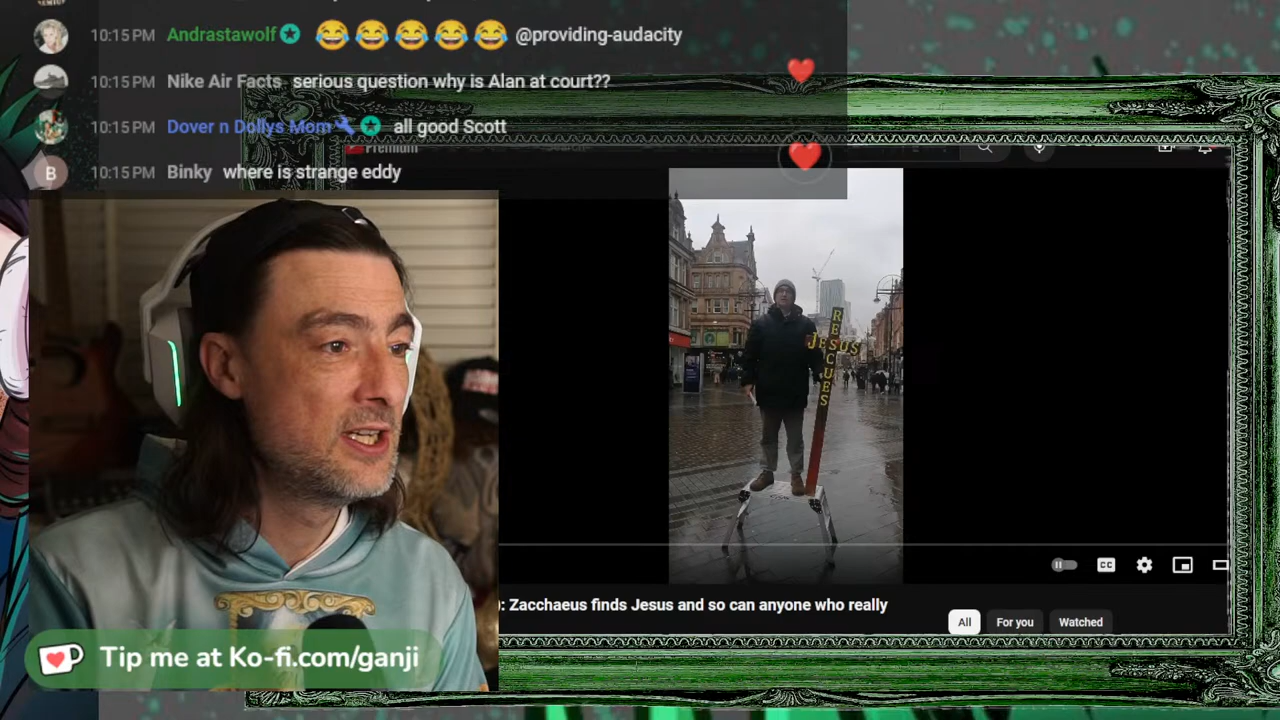 10:15 PM Andrastawolf 😂😂😂😂😂 @providing-audacity
10:15 PM Nike Air Facts serious question why is Alan at court??
10:15 PM Dover n Dollys Mom all good Scott
Premium
B 10:15 PM Binky where is strange eddy
RESCUES
JESUS
CC
: Zacchaeus finds Jesus and so can anyone who really
All For you Watched
Tip me at Ko-fi.com/ganji